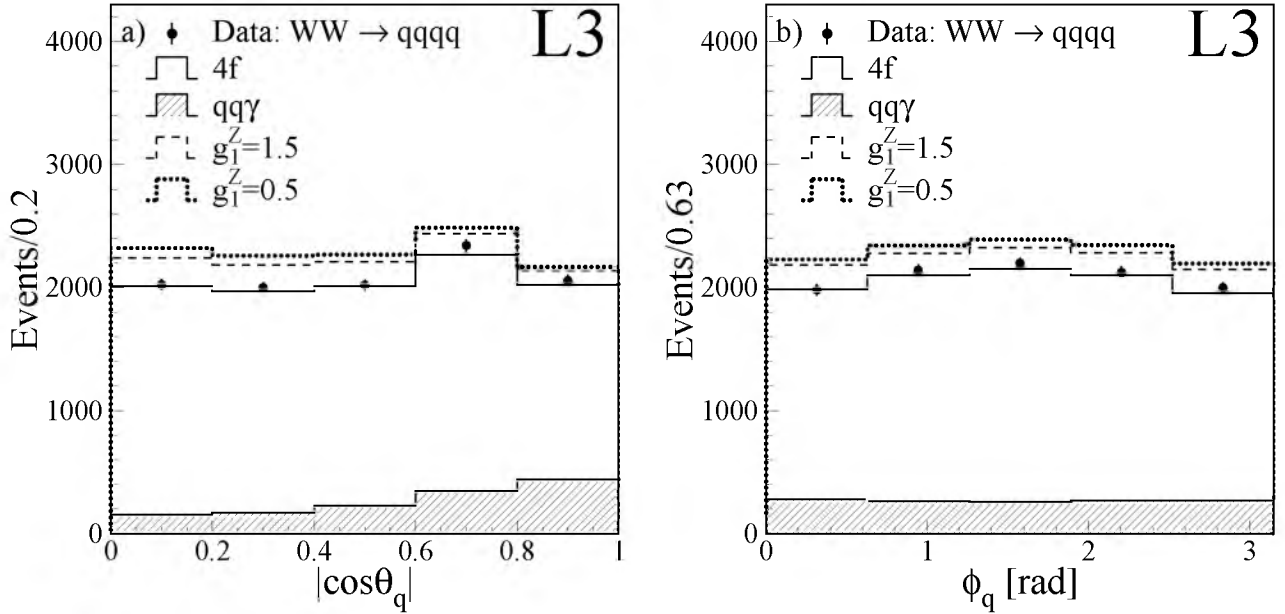 a) Data: WW → qqqq L3
4f
qqγ
g₁ᶻ=1.5
g₁ᶻ=0.5
Events/0.2
4000
3000
2000
1000
0
0 0.2 0.4 0.6 0.8 1
|cosθq|
b) Data: WW → qqqq L3
4f
qqγ
g₁ᶻ=1.5
g₁ᶻ=0.5
Events/0.63
4000
3000
2000
1000
0
0 1 2 3
ϕq [rad]